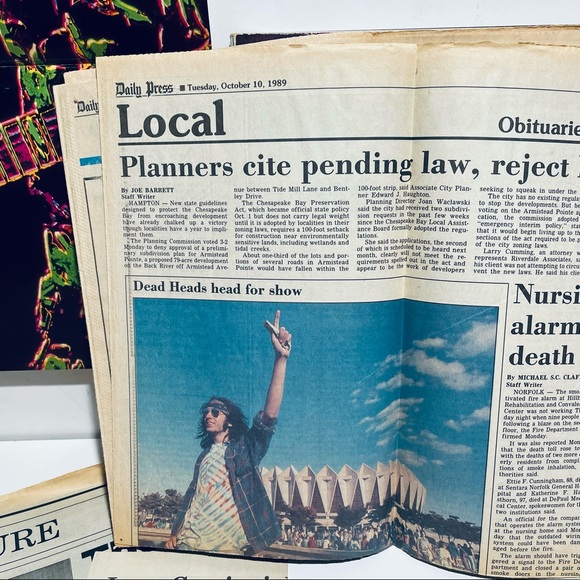 Daily Press ■ Tuesday, October 10, 1989
"Daily
Local
Obituarie
Planners cite pending law, reject
By JOE BARRETT
Staff Writer
HAMPTON — New state guidelines
designed to protect the Chesapeake
Bay from encroaching development
have already chalked up a victory
though localities have a year to imple-
ment them.
The Planning Commission voted 3-2
Monday to deny approval of a prelimi-
nary subdivision plan for Armistead
Pointe, a proposed 79-acre development
on the Back River off Armistead Ave-
nue between Tide Mill Lane and Bent-
ley Drive.
The Chesapeake Bay Preservation
Act, which became official state policy
Oct. 1 but does not carry legal weight
until it is adopted by localities in their
zoning laws, requires a 100-foot setback
for construction near environmentally
sensitive lands, including wetlands and
tidal creeks.
About one-third of the lots and por-
tions of several roads in Armistead
Pointe would have fallen within the
100-foot strip, said Associate City Plan-
ner Edward J. Haughton.
Planning Director Joan Waclawski
said the city had received two subdivi-
sion requests in the past few weeks
since the Chesapeake Bay Local Assist-
ance Board formally adopted the regu-
lations.
She said the applications, the second
of which is scheduled to be heard next
month, clearly will not meet the re-
quirements spelled out in the act and
appear to be the work of developers
seeking to squeak in under the
The city has no existing regula
to stop the developments. But be
voting on the Armistead Pointe ap
cation, the commission adopted
"emergency interim policy," stat
that it would begin living up to th
spect of the act required to be p
of the city zoning laws.
Larry Cumming, an attorney w
represents Riverdale Associates, sa
his client was not attempting to circu
vent the new laws. He said his clien
Dead Heads head for show
Nursi
alarm
death
By MICHAEL S.C. CLAF
Staff Writer
NORFOLK — The smo
tivated fire alarm at Hillh
Rehabilitation and Convale
Center was not working Th
day night when nine people
following a blaze on the sec
floor, the Fire Department
firmed Monday.
It was also reported Mon
that the death toll rose to
with the deaths of two more e
erly residents from compl
tions of smoke inhalation,
thorities said.
Ettie F. Cunningham, 88, di
at Sentara Norfolk General H
pital and Katherine F. Ha
shorn, 97, died at DePaul Me
cal Center, spokeswomen for th
two institutions said.
An official for the compa
that operates the alarm system
at the nursing home said Mon
day that the outdated wirin
system could have been dam
aged before the fire.
The alarm should have trig
gered a signal to the Fire De
partment and closed a pair o
smoke doors in the nursing
URE